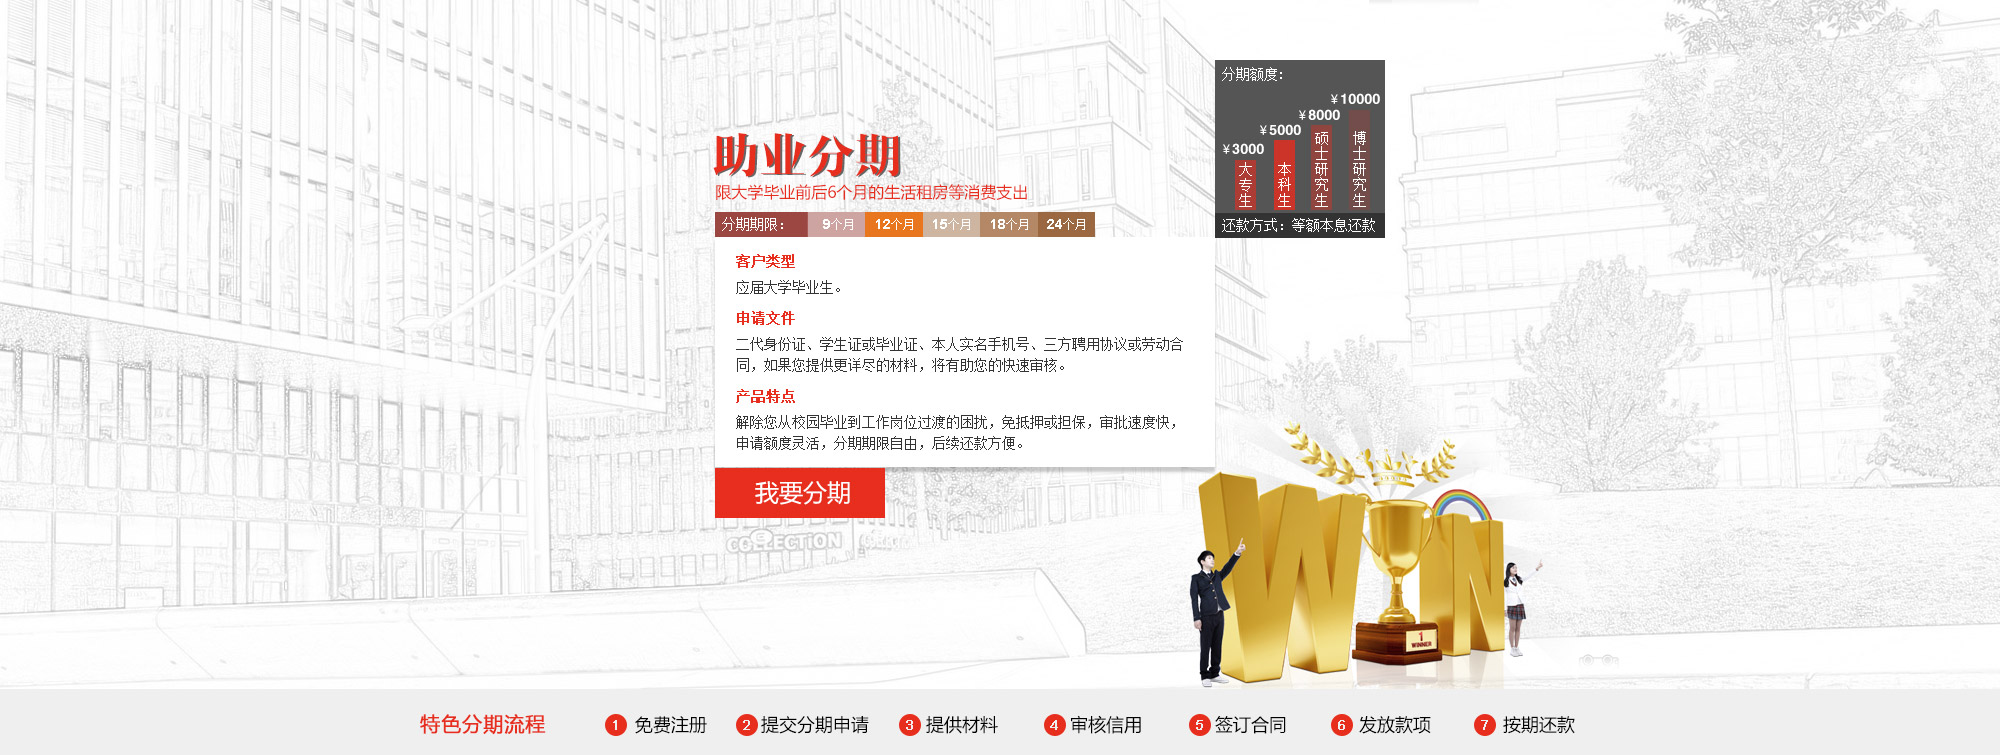 助业分期
限大学毕业前后6个月的生活租房等消费支出
分期期限： 9个月 12个月 15个月 18个月 24个月
客户类型
应届大学毕业生。
申请文件
二代身份证、学生证或毕业证、本人实名手机号、三方聘用协议或劳动合
同，如果您提供更详尽的材料，将有助您的快速审核。
产品特点
解除您从校园毕业到工作岗位过渡的困扰，免抵押或担保，审批速度快，
申请额度灵活，分期期限自由，后续还款方便。
我要分期
分期额度：
¥3000 大专生
¥5000 本科生
¥8000 硕士研究生
¥10000 博士研究生
还款方式：等额本息还款
COLLECTION
WIN
1
WINNER
特色分期流程 1 免费注册 2 提交分期申请 3 提供材料 4 审核信用 5 签订合同 6 发放款项 7 按期还款